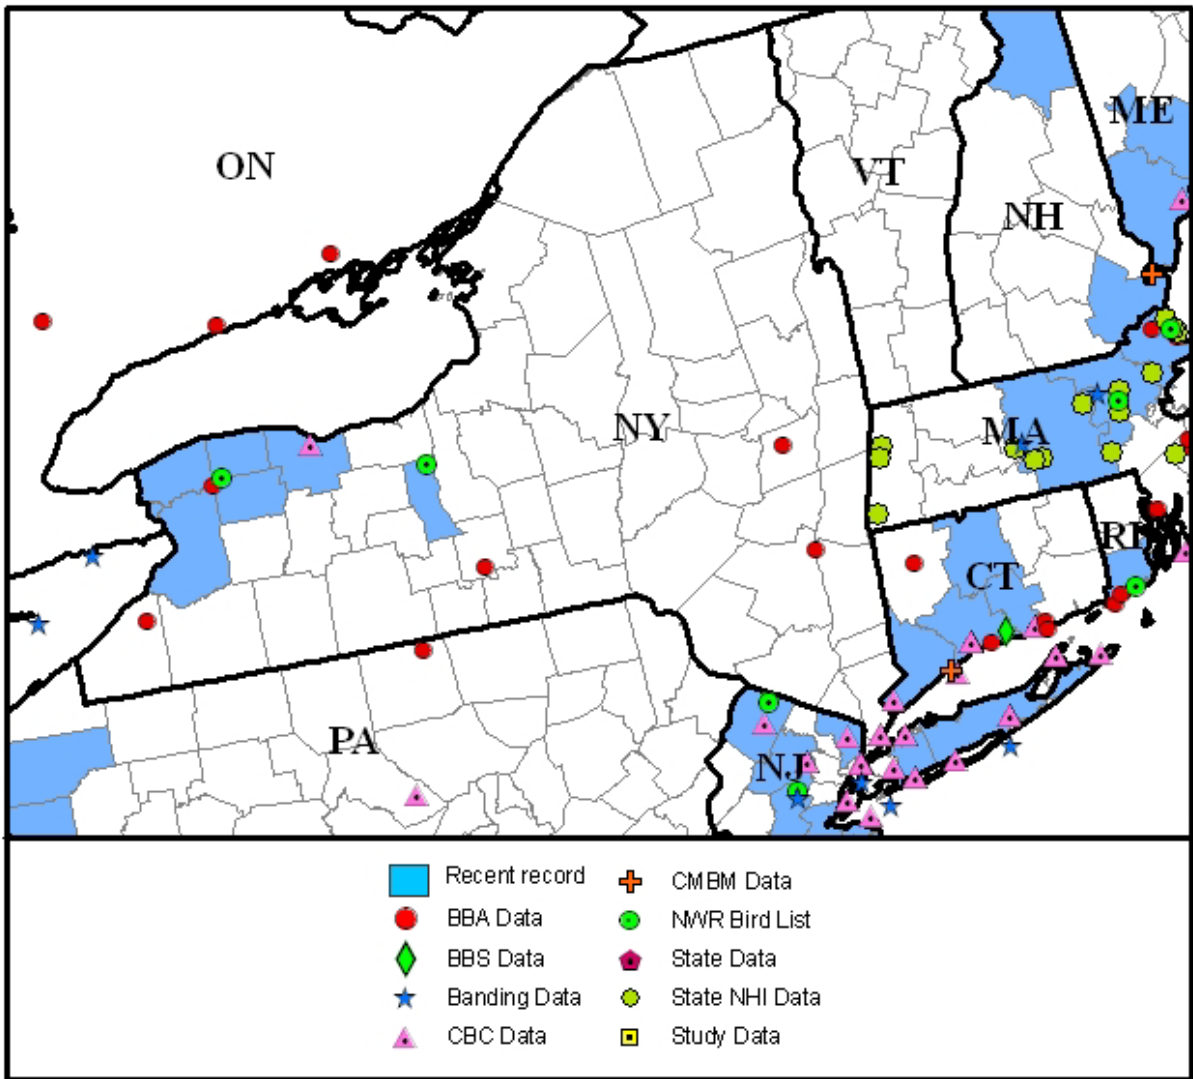 ME
ON
VT
NH
NY
MA
RI
CT
PA
NJ
Recent record
CMBM Data
BBA Data
NWR Bird List
BBS Data
State Data
Banding Data
State NHI Data
CBC Data
Study Data